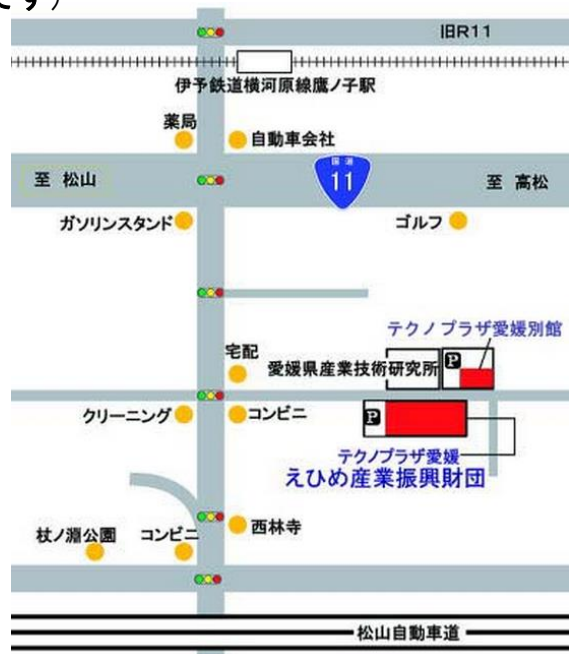 です)
旧R11
伊予鉄道横河原線鷹ノ子駅
薬局
自動車会社
至 松山
国道
11
至 高松
ガソリンスタンド
ゴルフ
テクノプラザ愛媛別館
宅配
愛媛県産業技術研究所
P
クリーニング
コンビニ
P
テクノプラザ愛媛
えひめ産業振興財団
杖ノ淵公園
コンビニ
西林寺
松山自動車道